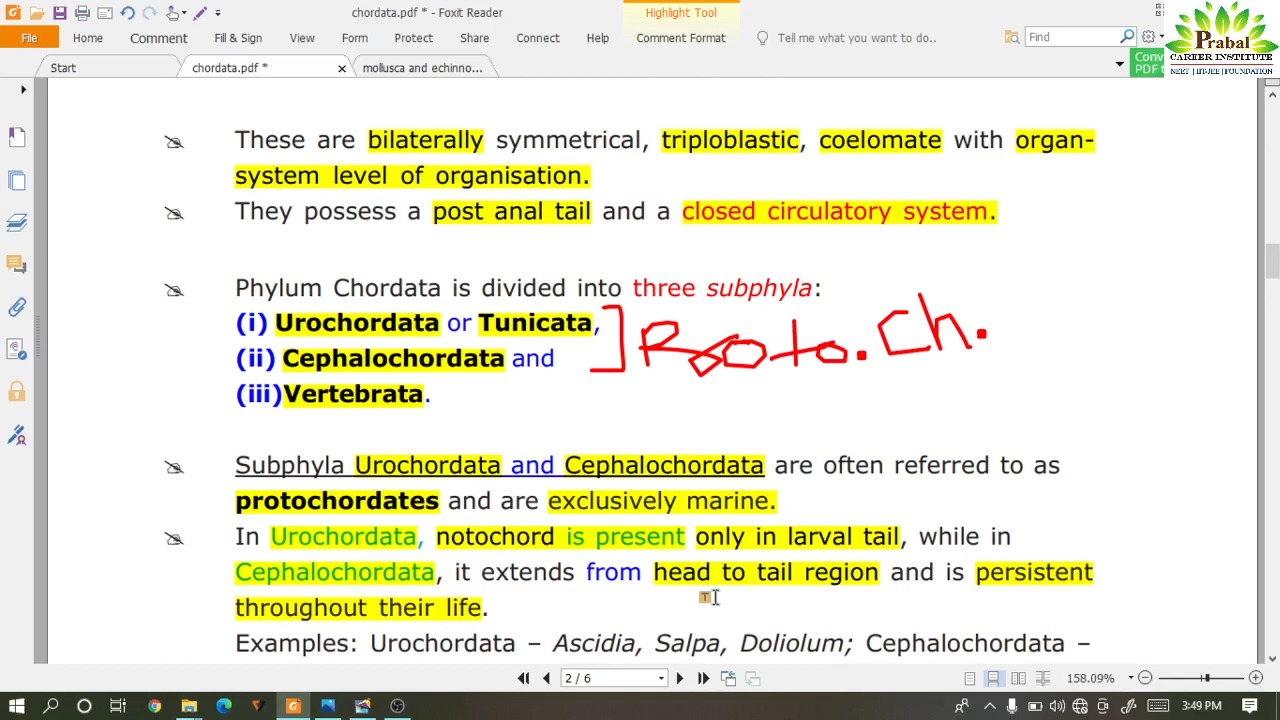 chordata.pdf * - Foxit Reader
Highlight Tool
File Home Comment Fill & Sign View Form Protect Share Connect Help Comment Format Tell me what you want to do.. Find
Prabal
CAREER INSTITUTE
NEET | IIT-JEE | FOUNDATION
Start chordata.pdf * mollusca and echinno...
Conv
PDF t
These are bilaterally symmetrical, triploblastic, coelomate with organ-
system level of organisation.
They possess a post anal tail and a closed circulatory system.
Phylum Chordata is divided into three subphyla:
(i) Urochordata or Tunicata,
(ii) Cephalochordata and
(iii)Vertebrata.
Proto. Ch.
Subphyla Urochordata and Cephalochordata are often referred to as
protochordates and are exclusively marine.
In Urochordata, notochord is present only in larval tail, while in
Cephalochordata, it extends from head to tail region and is persistent
throughout their life.
Examples: Urochordata – Ascidia, Salpa, Doliolum; Cephalochordata –
2 / 6 158.09%
3:49 PM